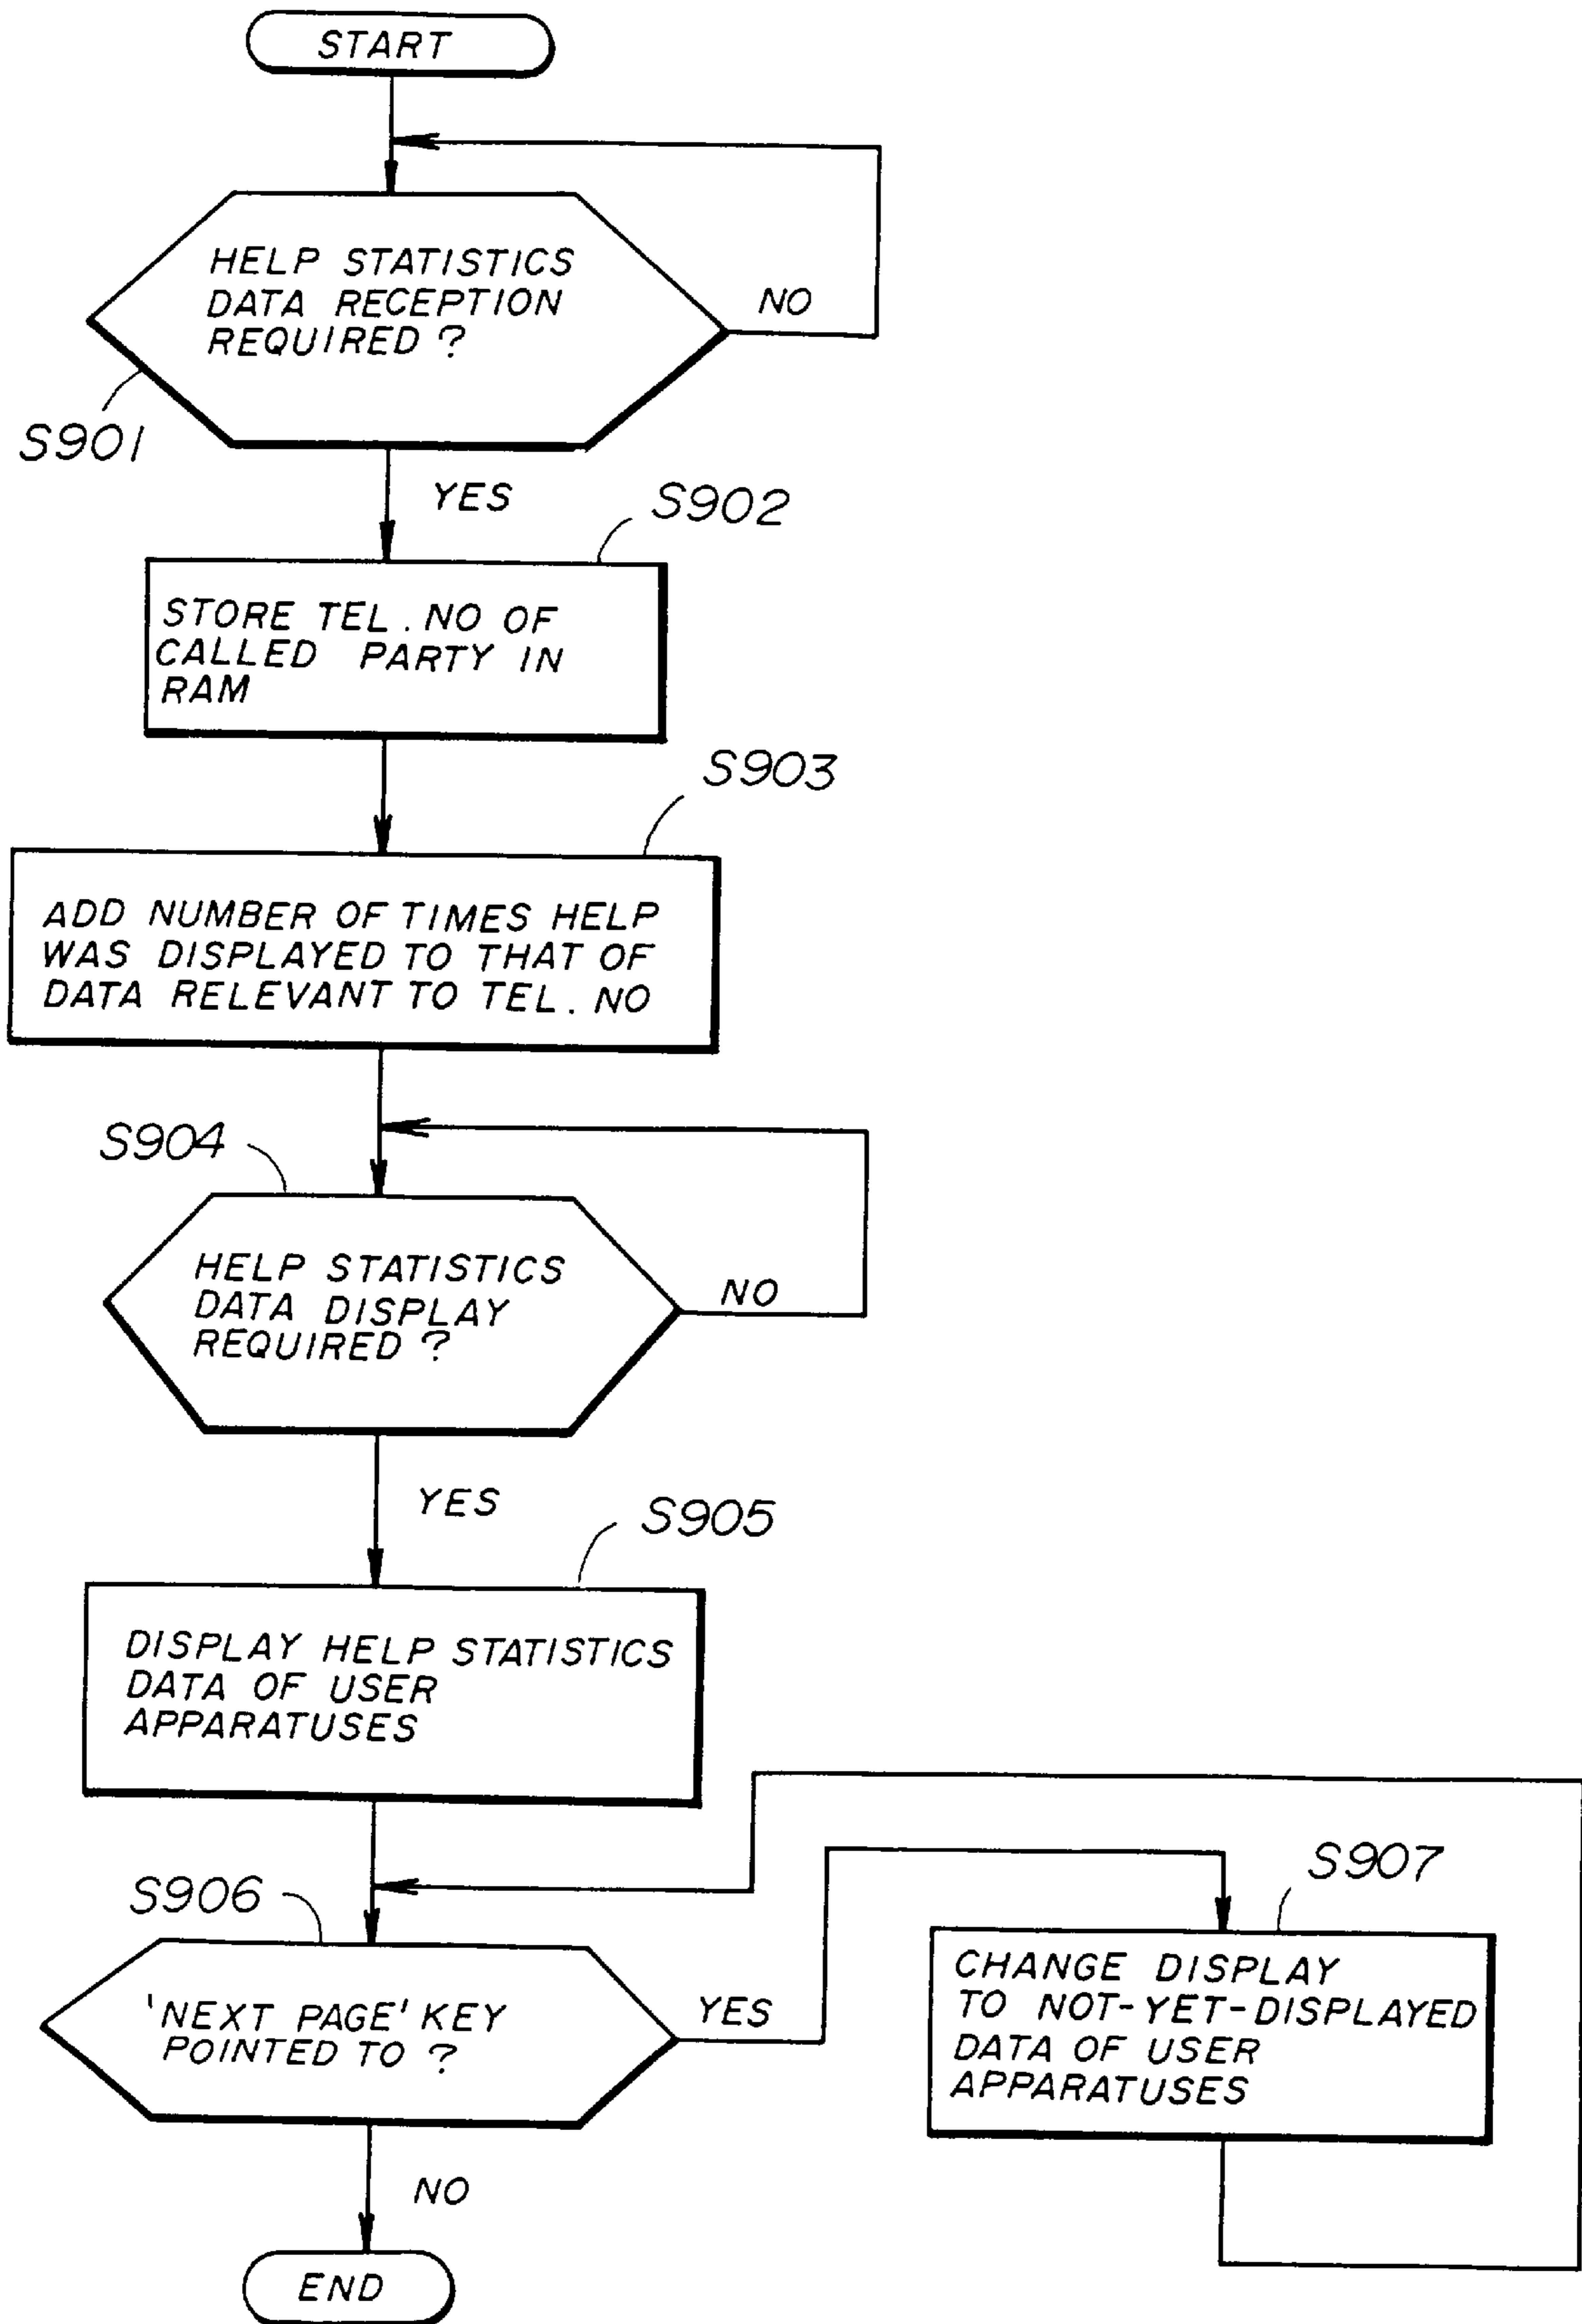 START
HELP STATISTICS
DATA RECEPTION
REQUIRED ?
NO
S901
YES
S902
STORE TEL. NO OF
CALLED PARTY IN
RAM
S903
ADD NUMBER OF TIMES HELP
WAS DISPLAYED TO THAT OF
DATA RELEVANT TO TEL. NO
S904
HELP STATISTICS
DATA DISPLAY
REQUIRED ?
NO
YES
S905
DISPLAY HELP STATISTICS
DATA OF USER
APPARATUSES
S906
'NEXT PAGE' KEY
POINTED TO ?
YES
S907
CHANGE DISPLAY
TO NOT-YET-DISPLAYED
DATA OF USER
APPARATUSES
NO
END